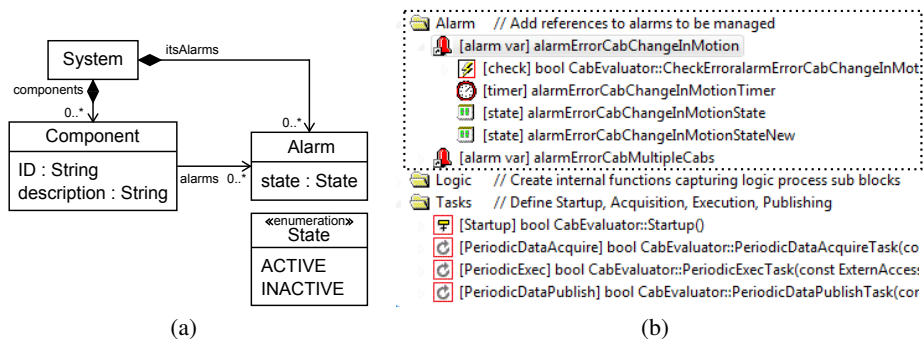 System
itsAlarms
components
0..*
0..*
Component
ID : String
description : String
alarms
0..*
Alarm
state : State
«enumeration»
State
ACTIVE
INACTIVE
(a)
Alarm // Add references to alarms to be managed
[alarm var] alarmErrorCabChangeInMotion
[check] bool CabEvaluator::CheckErroralarmErrorCabChangeInMot
[timer] alarmErrorCabChangeInMotionTimer
[state] alarmErrorCabChangeInMotionState
[state] alarmErrorCabChangeInMotionStateNew
[alarm var] alarmErrorCabMultipleCabs
Logic // Create internal functions capturing logic process sub blocks
Tasks // Define Startup, Acquisition, Execution, Publishing
[Startup] bool CabEvaluator::Startup()
[PeriodicDataAcquire] bool CabEvaluator::PeriodicDataAcquireTask(co
[PeriodicExec] bool CabEvaluator::PeriodicExecTask(const ExternAcces
[PeriodicDataPublish] bool CabEvaluator::PeriodicDataPublishTask(cor
(b)